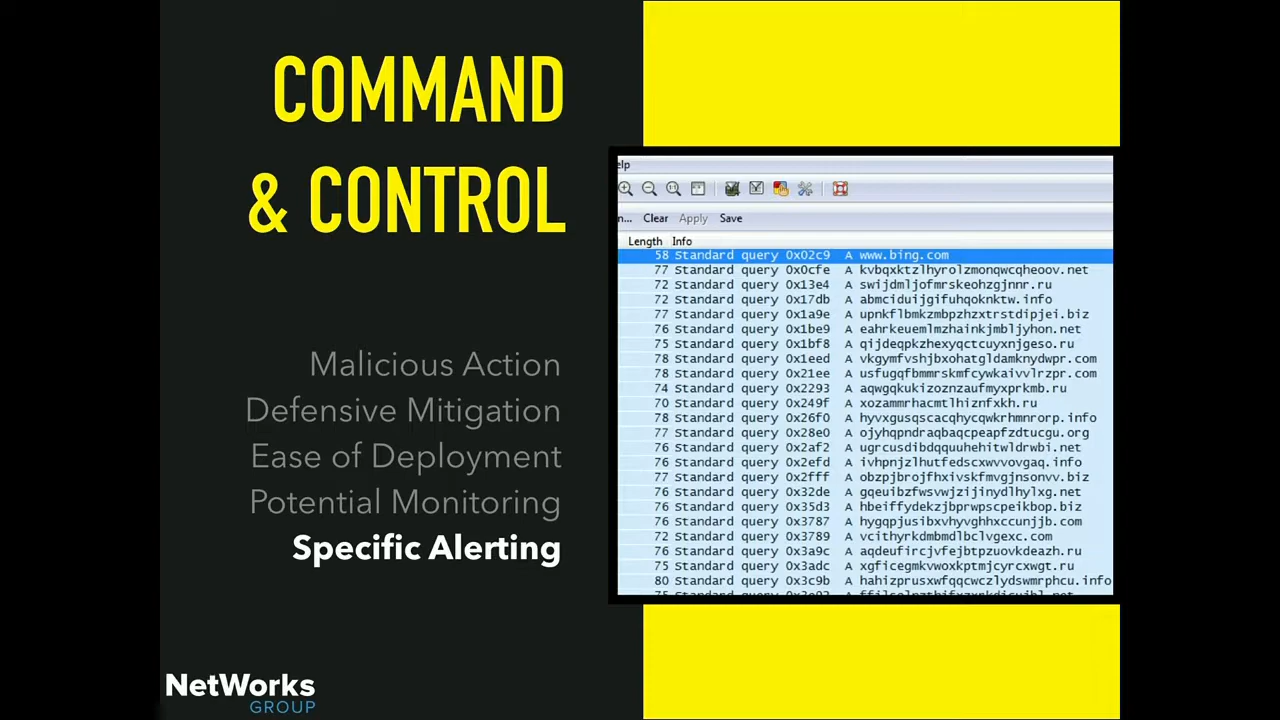 COMMAND
& CONTROL
Malicious Action
Defensive Mitigation
Ease of Deployment
Potential Monitoring
Specific Alerting
NetWorks
GROUP
elp
n... Clear Apply Save
Length Info
58 Standard query 0x02c9 A www.bing.com
77 Standard query 0x0cfe A kvbqxktzlhyrolzmonqwcqheoov.net
72 Standard query 0x13e4 A swijdmljofmrskeohzgjnnr.ru
72 Standard query 0x17db A abmciduijgifuhqoknktw.info
77 Standard query 0x1a9e A upnkflbmkzmbpzhzxtrstdipjei.biz
76 Standard query 0x1be9 A eahrkeuemlmzhainkjmbljyhon.net
75 Standard query 0x1bf8 A qijdeqpkzhexyqctcuyxnjgeso.ru
78 Standard query 0x1eed A vkgymfvshjbxohatgldamknydwpr.com
78 Standard query 0x21ee A usfugqfbmmrskmfcywkaivvlrzpr.com
74 Standard query 0x2293 A aqwgqkukizoznzaufmyxprkmb.ru
70 Standard query 0x249f A xozammrhacmtlhiznfxkh.ru
78 Standard query 0x26f0 A hyvxgusqscacqhycqwkrhmnrorp.info
77 Standard query 0x28e0 A ojyhqpndraqbaqcpeapfzdtucgu.org
76 Standard query 0x2af2 A ugrcusdibdqquuhehitwldrwbi.net
76 Standard query 0x2efd A ivhpnjzlhutfedscxwvvovgaq.info
77 Standard query 0x2fff A obzpjbrojfhxivskfmvgjnsonvv.biz
76 Standard query 0x32de A gqeuibzfwsvwjzijinydlhylxg.net
76 Standard query 0x35d3 A hbeiffydekzjbprwpscpeikbop.biz
76 Standard query 0x3787 A hygqpjusibxvhyvghhxccunjjb.com
72 Standard query 0x3789 A vcithyrkdmbmdlbclvgexc.com
76 Standard query 0x3a9c A aqdeufircjvfejbtpzuovkdeazh.ru
75 Standard query 0x3adc A xgficegmkvwoxkptmjcyrcxwgt.ru
80 Standard query 0x3c9b A hahizprusxwfqqcwczlydswmrphcu.info